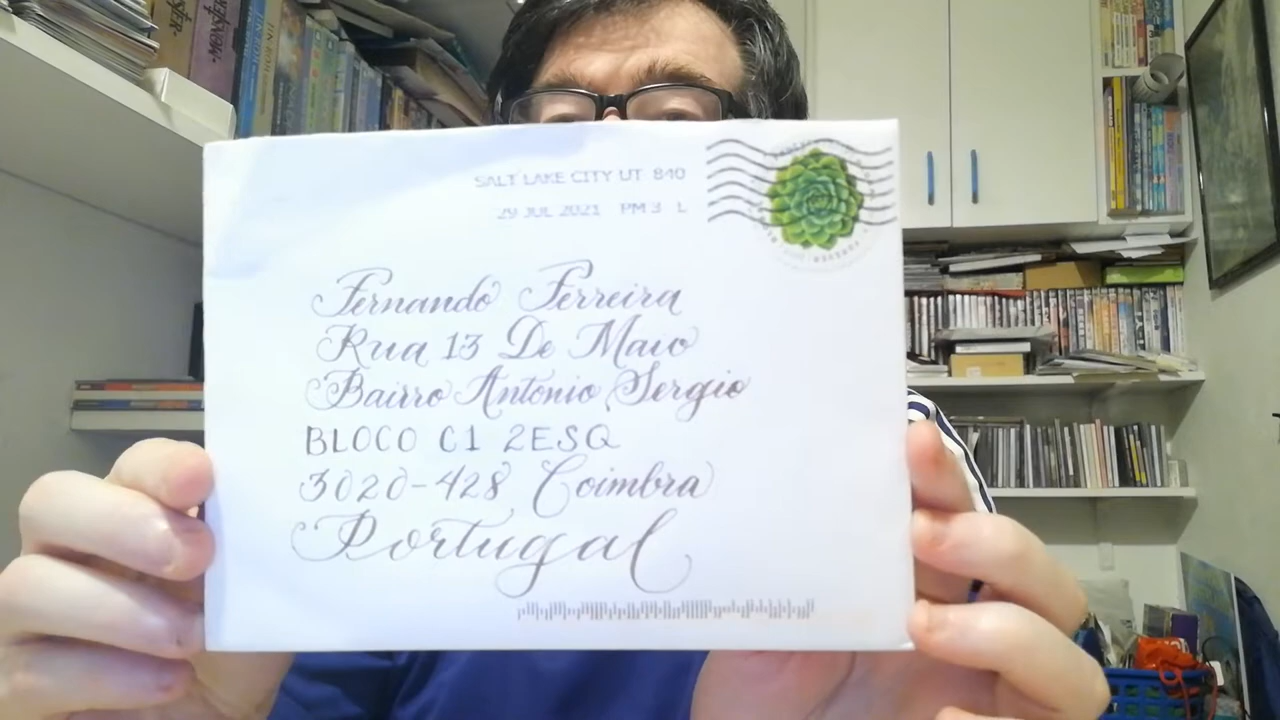 SALT LAKE CITY UT 840
29 JUL 2021 PM 3 L
Fernando Ferreira
Rua 13 De Maio
Bairro Antonio Sergio
BLOCO C1 2ESQ
3020-428 Coimbra
Portugal